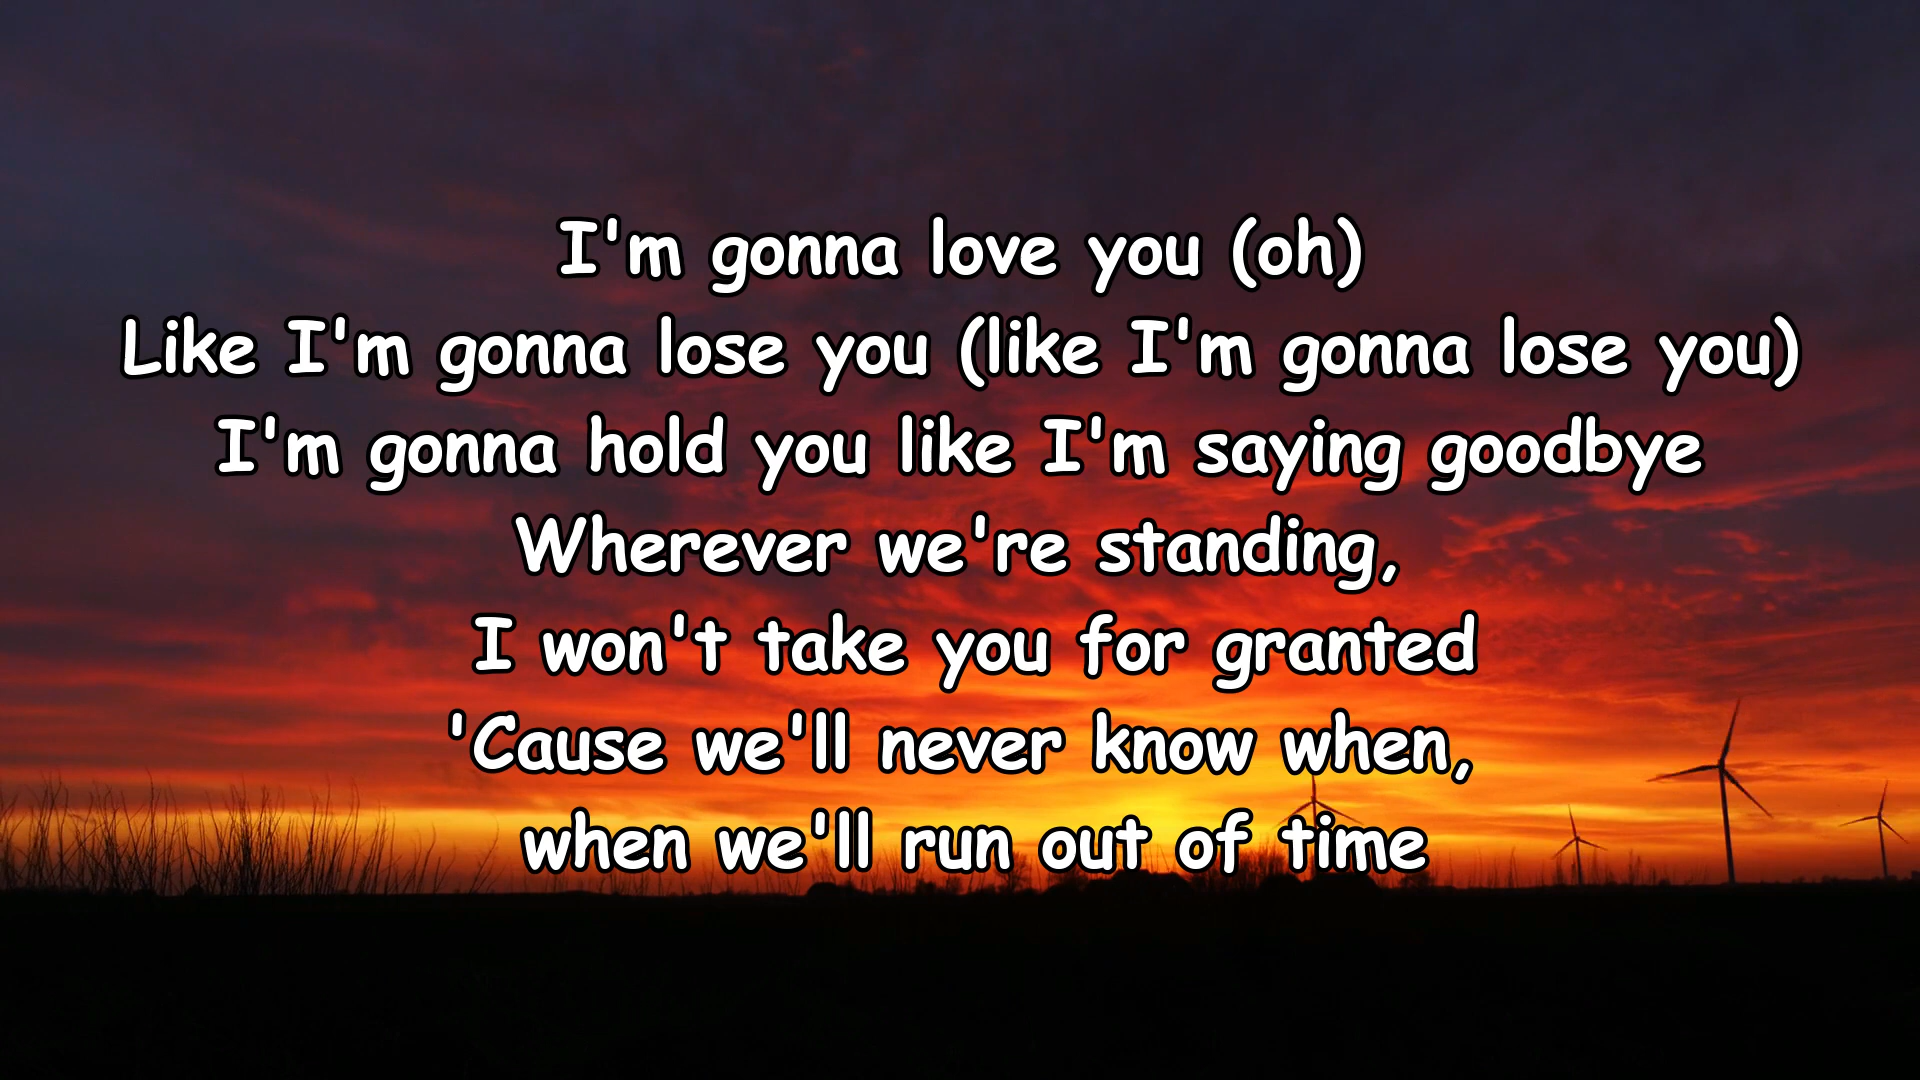 I'm gonna love you (oh)
Like I'm gonna lose you (like I'm gonna lose you)
I'm gonna hold you like I'm saying goodbye
Wherever we're standing,
I won't take you for granted
'Cause we'll never know when,
when we'll run out of time